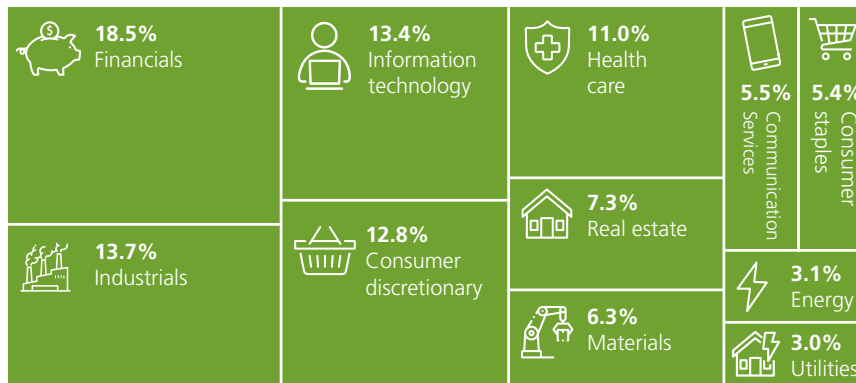 $
18.5%
Financials
13.7%
Industrials
13.4%
Information
technology
12.8%
Consumer
discretionary
11.0%
Health
care
7.3%
Real estate
6.3%
Materials
5.5%
Communication
Services
5.4%
Consumer
staples
3.1%
Energy
3.0%
Utilities